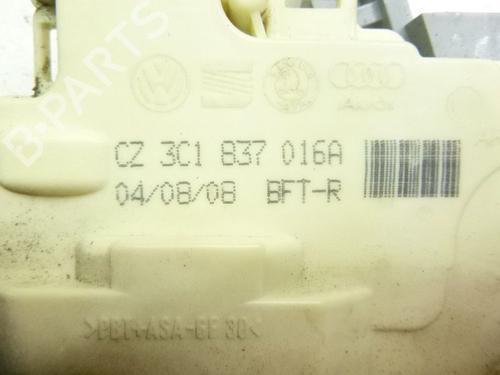 B-PARTS
Audi
CZ 3C1 837 016A
04/08/08 BFT-R
>PBT+ASA-GF 30<